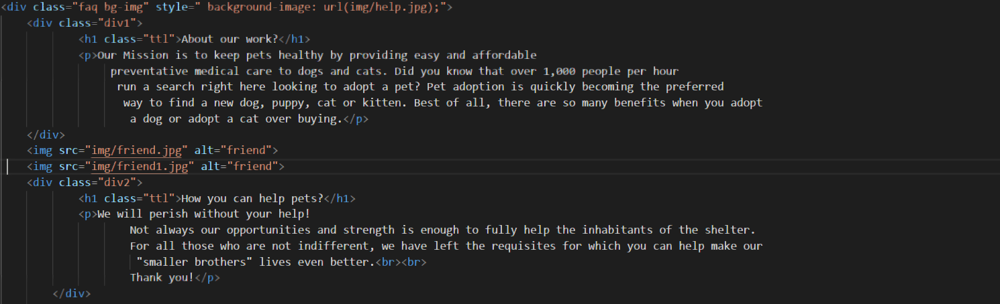 <div class="faq bg-img" style=" background-image: url(img/help.jpg);">
<div class="div1">
<h1 class="ttl">About our work?</h1>
<p>Our Mission is to keep pets healthy by providing easy and affordable
preventative medical care to dogs and cats. Did you know that over 1,000 people per hour
run a search right here looking to adopt a pet? Pet adoption is quickly becoming the preferred
way to find a new dog, puppy, cat or kitten. Best of all, there are so many benefits when you adopt
a dog or adopt a cat over buying.</p>
</div>
<img src="img/friend.jpg" alt="friend">
<img src="img/friend1.jpg" alt="friend">
<div class="div2">
<h1 class="ttl">How you can help pets?</h1>
<p>We will perish without your help!
Not always our opportunities and strength is enough to fully help the inhabitants of the shelter.
For all those who are not indifferent, we have left the requisites for which you can help make our
"smaller brothers" lives even better.<br><br>
Thank you!</p>
</div>